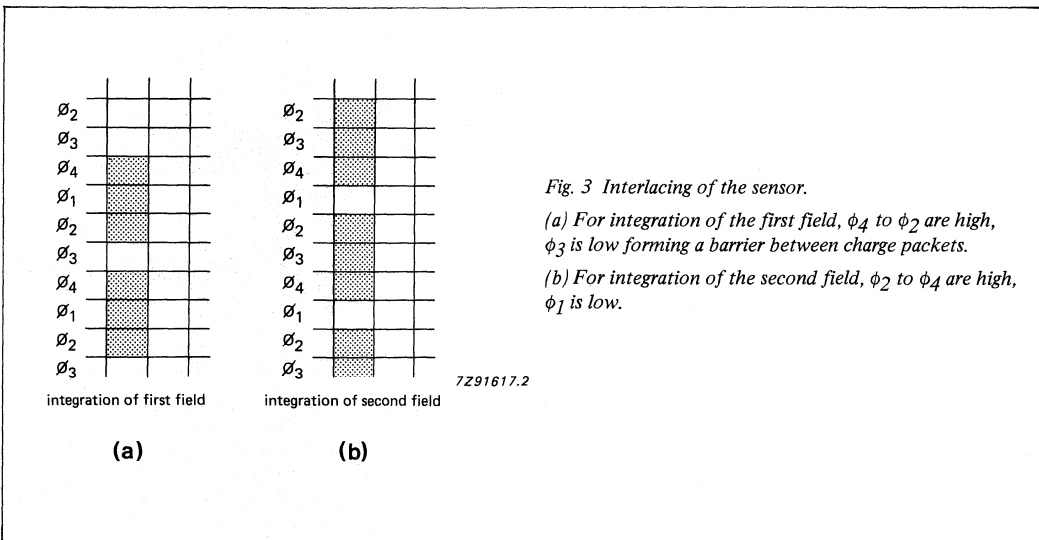 Ø2
Ø3
Ø4
Ø1
Ø2
Ø3
Ø4
Ø1
Ø2
Ø3
integration of first field
(a)
Ø2
Ø3
Ø4
Ø1
Ø2
Ø3
Ø4
Ø1
Ø2
Ø3
integration of second field
(b)
7Z91617.2
Fig. 3 Interlacing of the sensor.
(a) For integration of the first field, ϕ4 to ϕ2 are high,
ϕ3 is low forming a barrier between charge packets.
(b) For integration of the second field, ϕ2 to ϕ4 are high,
ϕ1 is low.